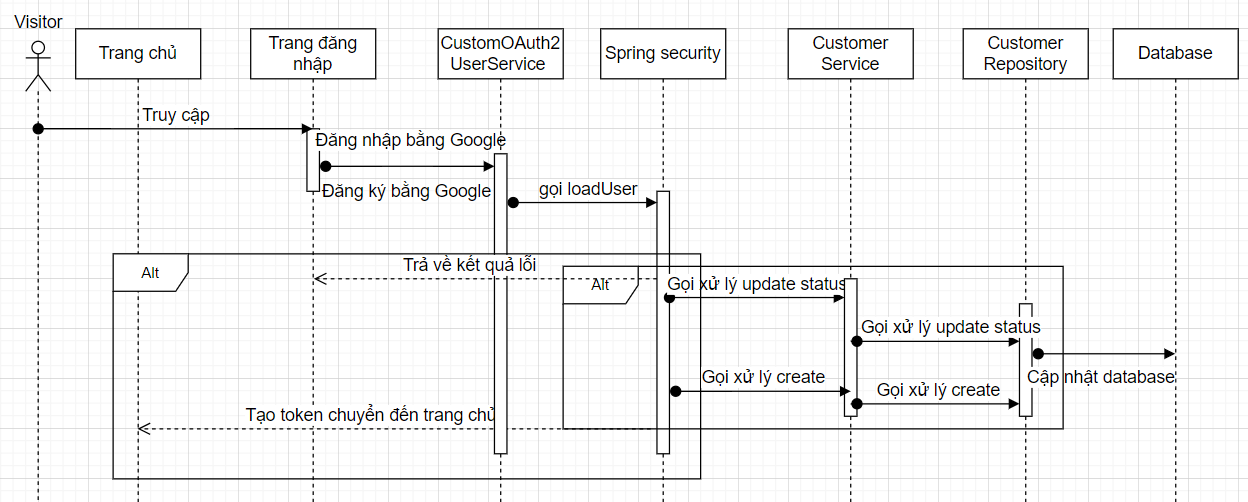 Visitor
Trang chủ
Trang đăng
nhập
CustomOAuth2
UserService
Spring security
Customer
Service
Customer
Repository
Database
Truy cập
Đăng nhập bằng Google
Đăng ký bằng Google
gọi loadUser
Alt
Trả về kết quả lỗi
Alt
Gọi xử lý update status
Gọi xử lý update status
Cập nhật database
Gọi xử lý create
Gọi xử lý create
Tạo token chuyển đến trang chủ